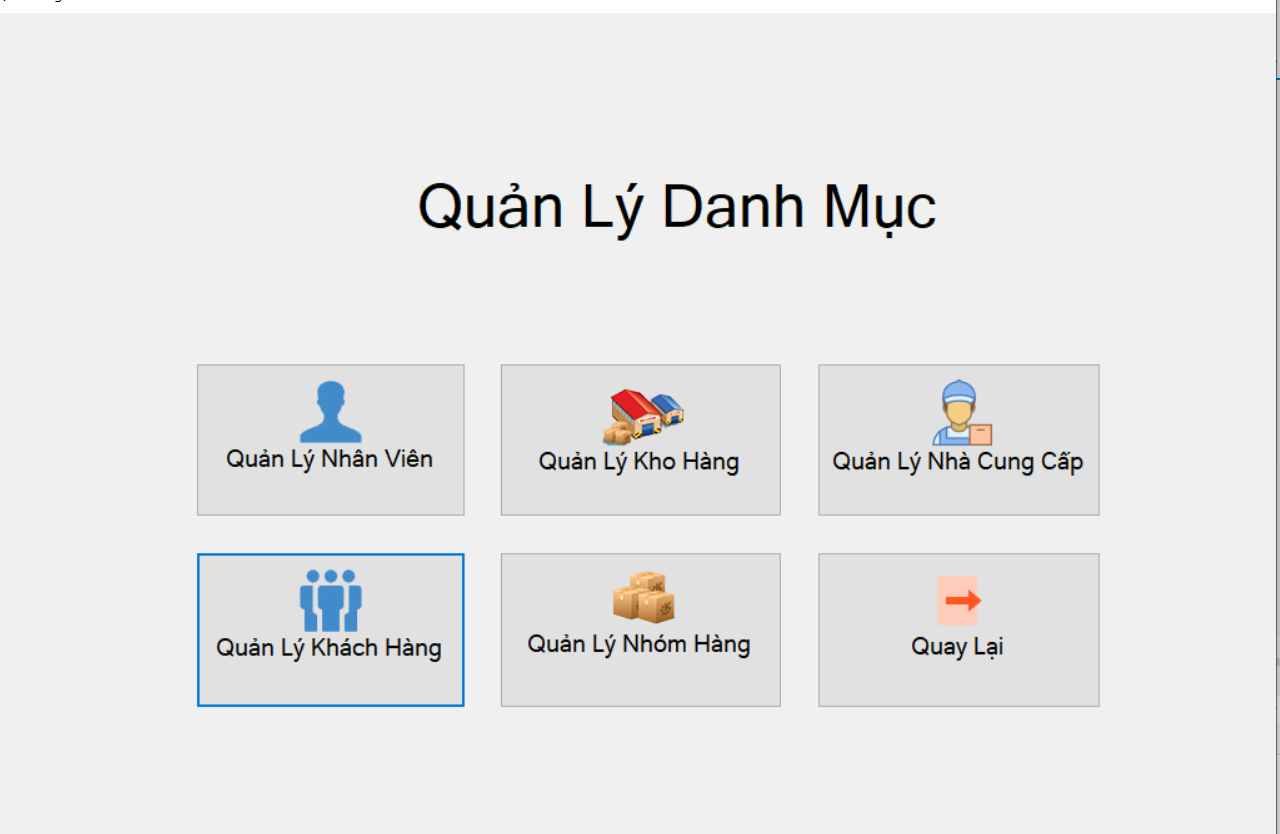 Quản Lý Danh Mục
Quản Lý Nhân Viên
Quản Lý Kho Hàng
Quản Lý Nhà Cung Cấp
Quản Lý Khách Hàng
Quản Lý Nhóm Hàng
Quay Lại